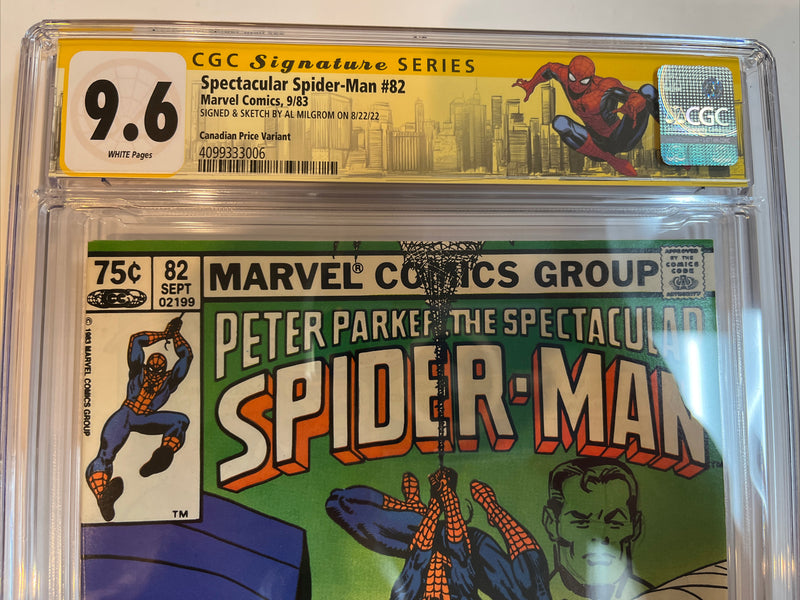 CGC Signature SERIES
9.6
WHITE Pages
Spectacular Spider-Man #82
Marvel Comics, 9/83
SIGNED & SKETCH BY AL MILGROM ON 8/22/22
Canadian Price Variant
4099333006
CGC
75¢
82
SEPT
02199
MARVEL® COMICS GROUP
APPROVED
BY THE
COMICS
CODE
AUTHORITY
© 1983 MARVEL COMICS GROUP
PETER PARKER, THE SPECTACULAR
SPIDER-MAN™
TM